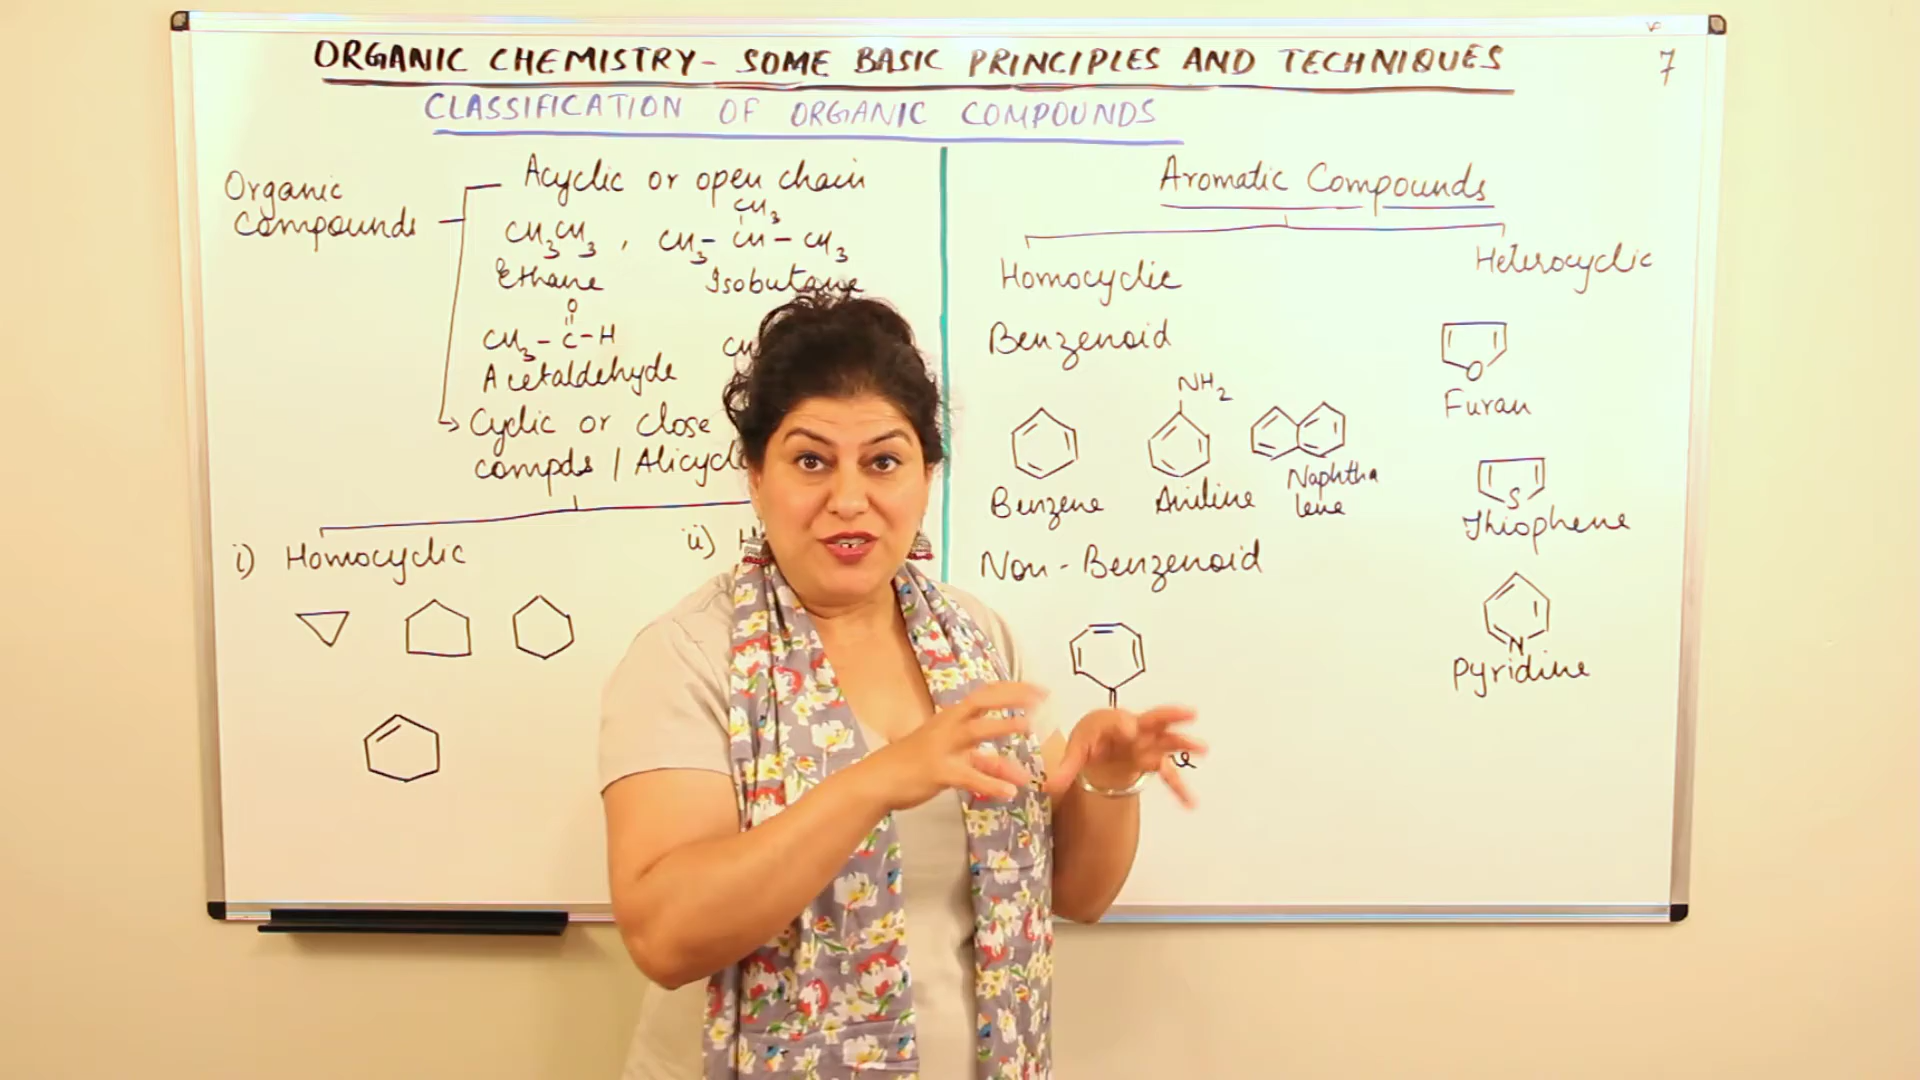 ORGANIC CHEMISTRY- SOME BASIC PRINCIPLES AND TECHNIQUES
7
CLASSIFICATION OF ORGANIC COMPOUNDS
Organic
Compounds
Acyclic or open chain
CH3
CH3CH3, CH3-CH-CH3
Ethane
Isobutane
O
CH3-C-H
CH
Acetaldehyde
Cyclic or close
compds / Alicyc
i) Homocyclic
ii) H
Aromatic Compounds
Homocyclic
Heterocyclic
Benzenoid
NH2
Benzene
Aniline
Naphtha
lene
Non-Benzenoid
O
Furan
S
Thiophene
N
Pyridine